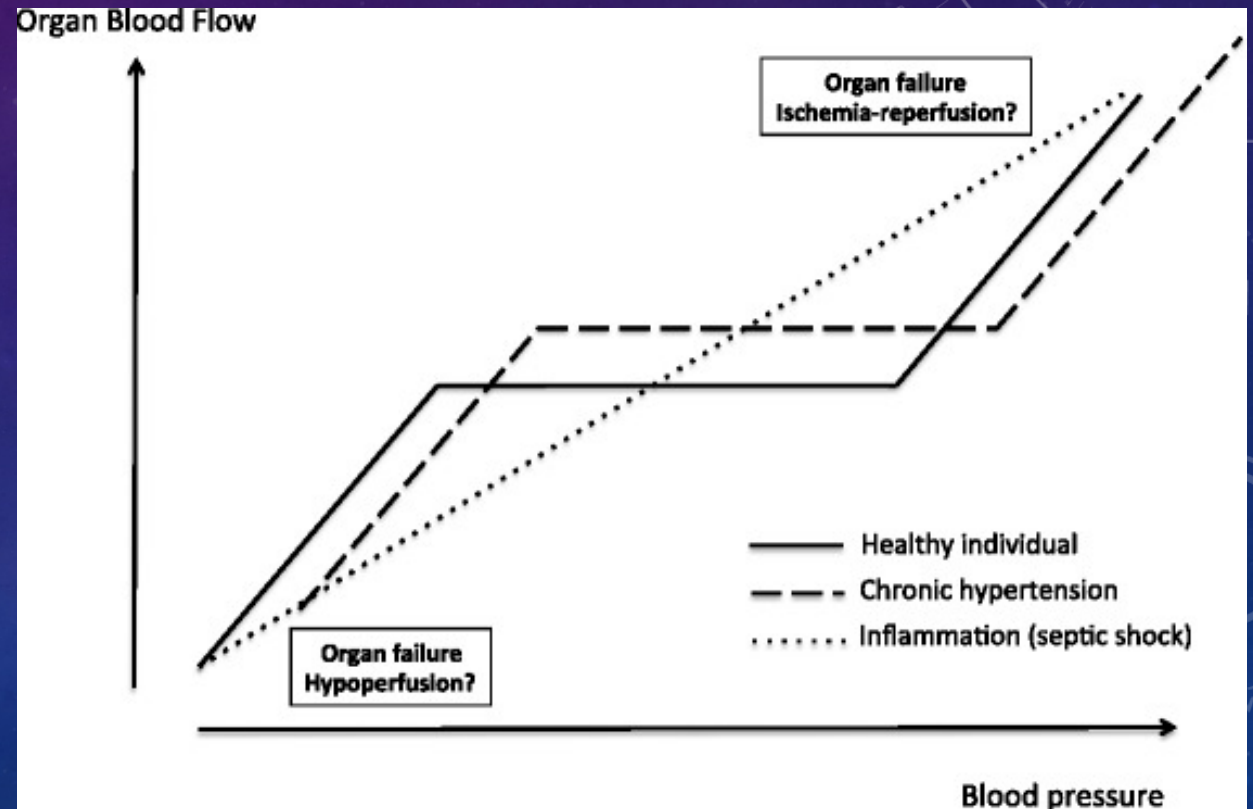 Organ Blood Flow
Organ failure
Ischemia-reperfusion?
Healthy individual
Chronic hypertension
Inflammation (septic shock)
Organ failure
Hypoperfusion?
Blood pressure